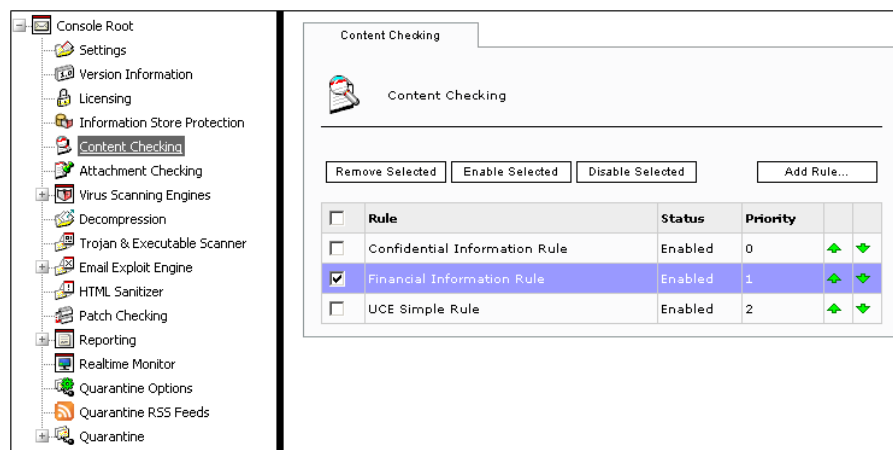 Console Root
Settings
Version Information
Licensing
Information Store Protection
Content Checking
Attachment Checking
Virus Scanning Engines
Decompression
Trojan & Executable Scanner
Email Exploit Engine
HTML Sanitizer
Patch Checking
Reporting
Realtime Monitor
Quarantine Options
Quarantine RSS Feeds
Quarantine
Content Checking
Content Checking
Remove Selected Enable Selected Disable Selected Add Rule...
Rule Status Priority
Confidential Information Rule Enabled 0
Financial Information Rule Enabled 1
UCE Simple Rule Enabled 2